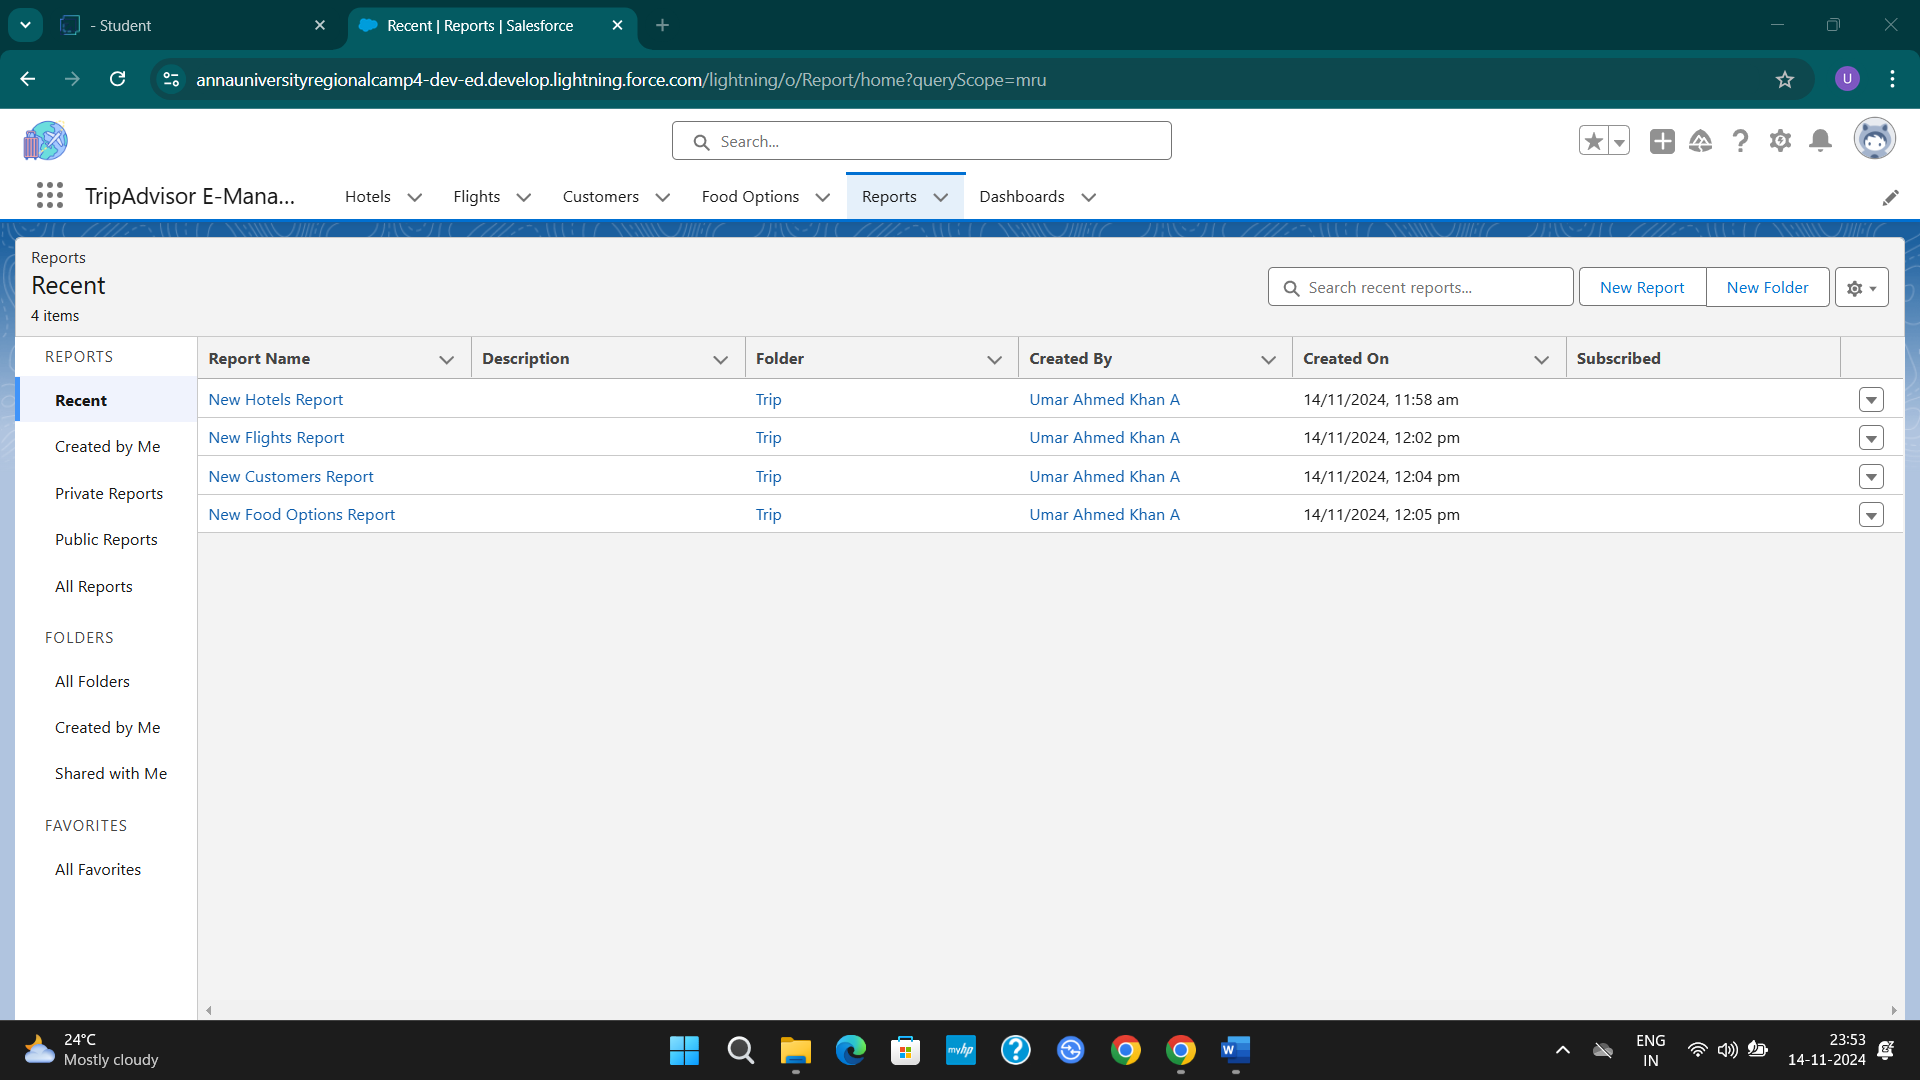 - Student
Recent | Reports | Salesforce
annauniversityregionalcamp4-dev-ed.develop.lightning.force.com/lightning/o/Report/home?queryScope=mru
U
Search...
TripAdvisor E-Mana...
Hotels
Flights
Customers
Food Options
Reports
Dashboards
Reports
Recent
4 items
Search recent reports...
New Report
New Folder
REPORTS
Recent
Created by Me
Private Reports
Public Reports
All Reports
FOLDERS
All Folders
Created by Me
Shared with Me
FAVORITES
All Favorites
Report Name Description Folder Created By Created On Subscribed
New Hotels Report Trip Umar Ahmed Khan A 14/11/2024, 11:58 am
New Flights Report Trip Umar Ahmed Khan A 14/11/2024, 12:02 pm
New Customers Report Trip Umar Ahmed Khan A 14/11/2024, 12:04 pm
New Food Options Report Trip Umar Ahmed Khan A 14/11/2024, 12:05 pm
24°C
Mostly cloudy
myhp
W
ENG
IN
23:53
14-11-2024